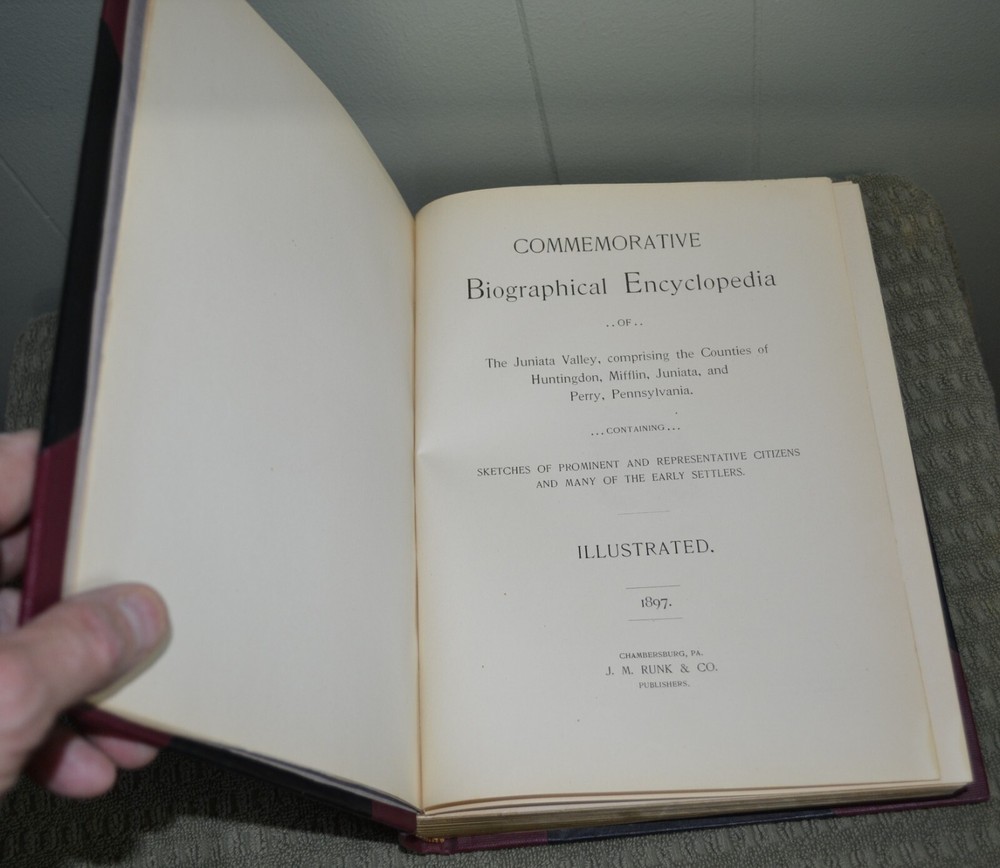 COMMEMORATIVE
Biographical Encyclopedia
..OF..
The Juniata Valley, comprising the Counties of
Huntingdon, Mifflin, Juniata, and
Perry, Pennsylvania.
...CONTAINING...
SKETCHES OF PROMINENT AND REPRESENTATIVE CITIZENS
AND MANY OF THE EARLY SETTLERS.
ILLUSTRATED.
1897.
CHAMBERSBURG, PA.
J. M. RUNK & CO.
PUBLISHERS.